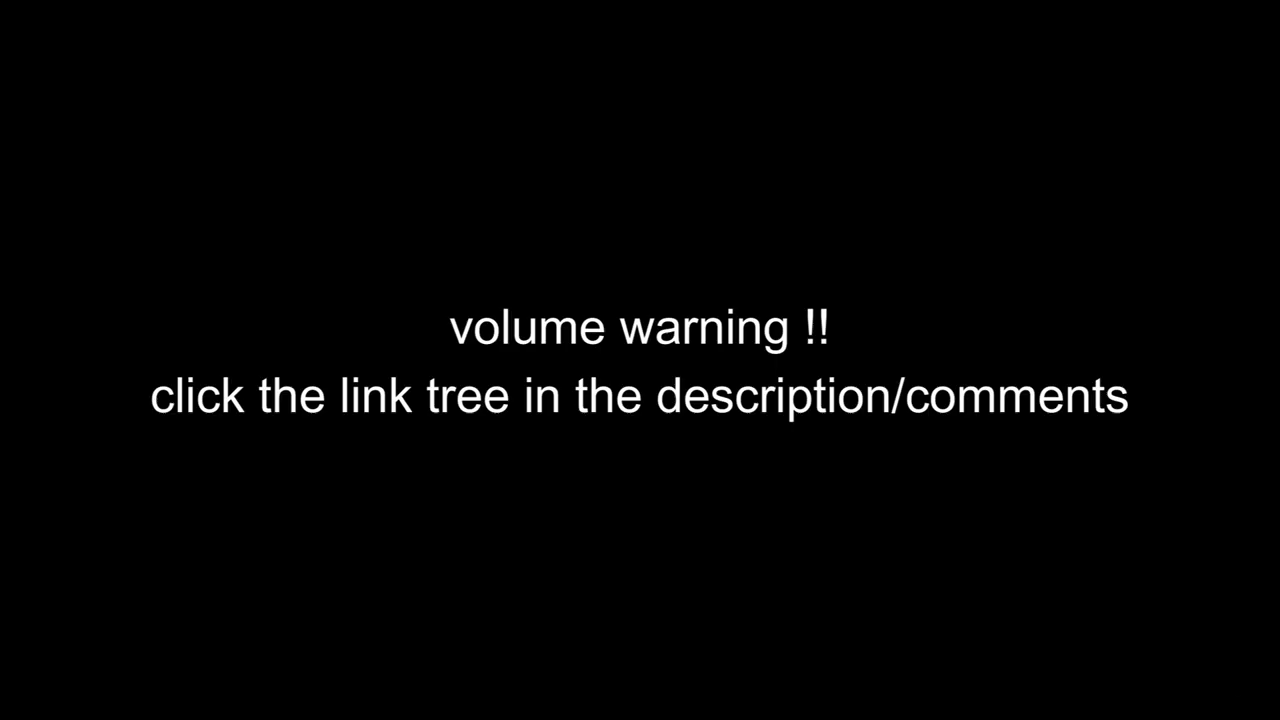 volume warning !!
click the link tree in the description/comments